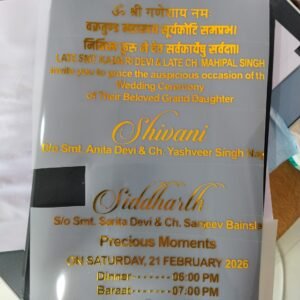 ॐ श्री गणेशाय नमः
वक्रतुण्ड महाकाय सूर्यकोटि समप्रभ।
निर्विघ्नं कुरू मे देव सर्वकार्येषु सर्वदा॥
LATE SMT. DEVI & LATE CH. MAHIPAL SINGH
invite you to grace the auspicious occasion of th
Wedding Ceremony
of Their Beloved Grand Daughter
Shivani
D/o Smt. Anita Devi & Ch. Yashveer Singh
Siddharth
S/o Smt. Sarita Devi & Ch. Sanjeev Bainsla
Precious Moments
ON SATURDAY, 21 FEBRUARY 2026
Dinner ------- 06:00 PM
Baraat ------- 07:00 PM